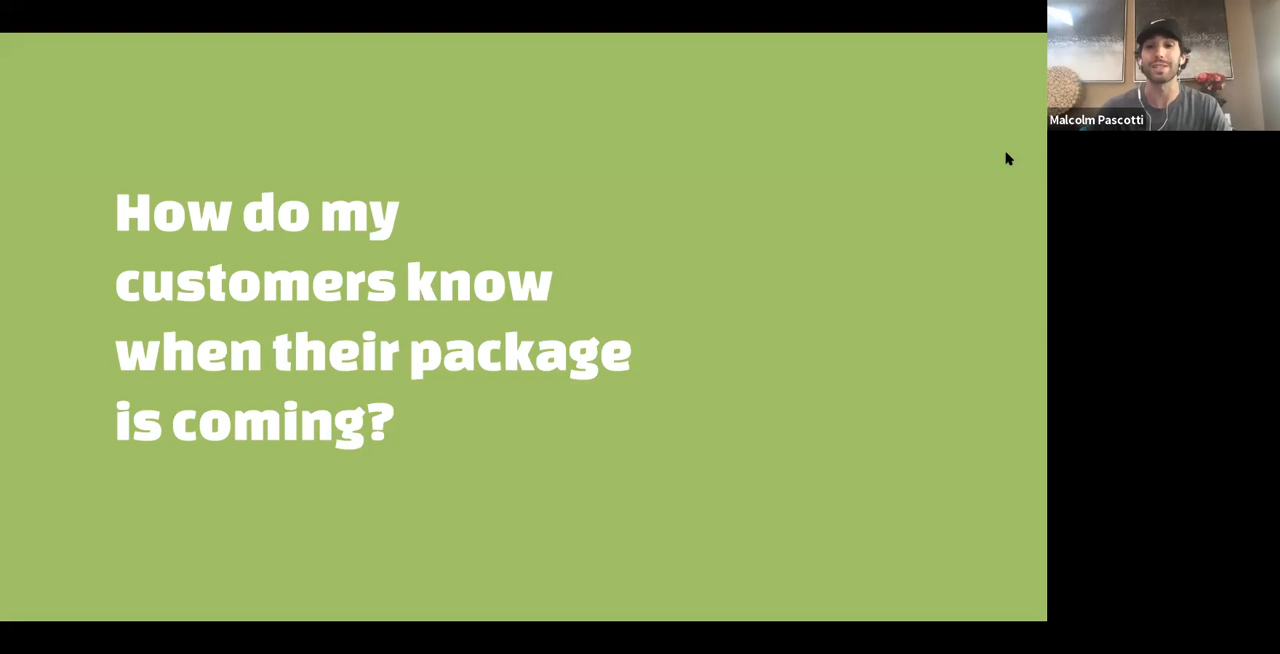 How do my
customers know
when their package
is coming?
Malcolm Pascotti